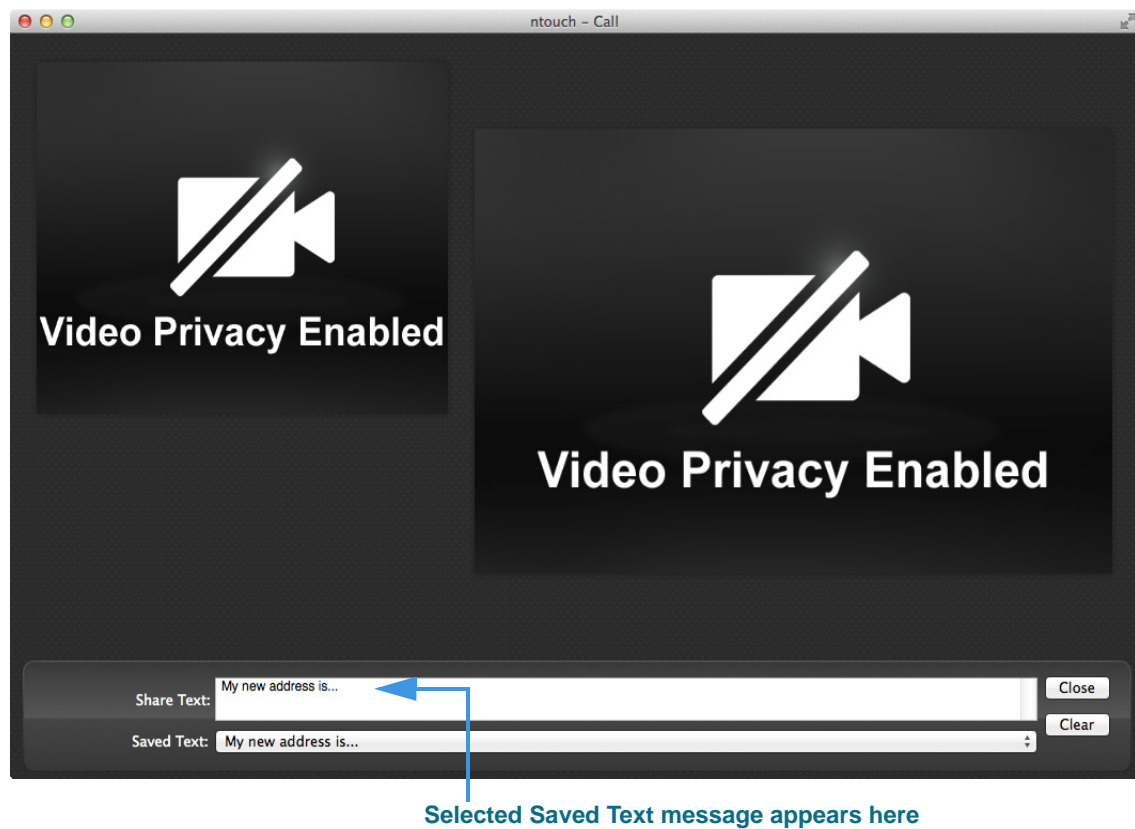 ntouch – Call
Video Privacy Enabled
Video Privacy Enabled
Share Text:
My new address is...
Close
Saved Text:
My new address is...
Clear
Selected Saved Text message appears here